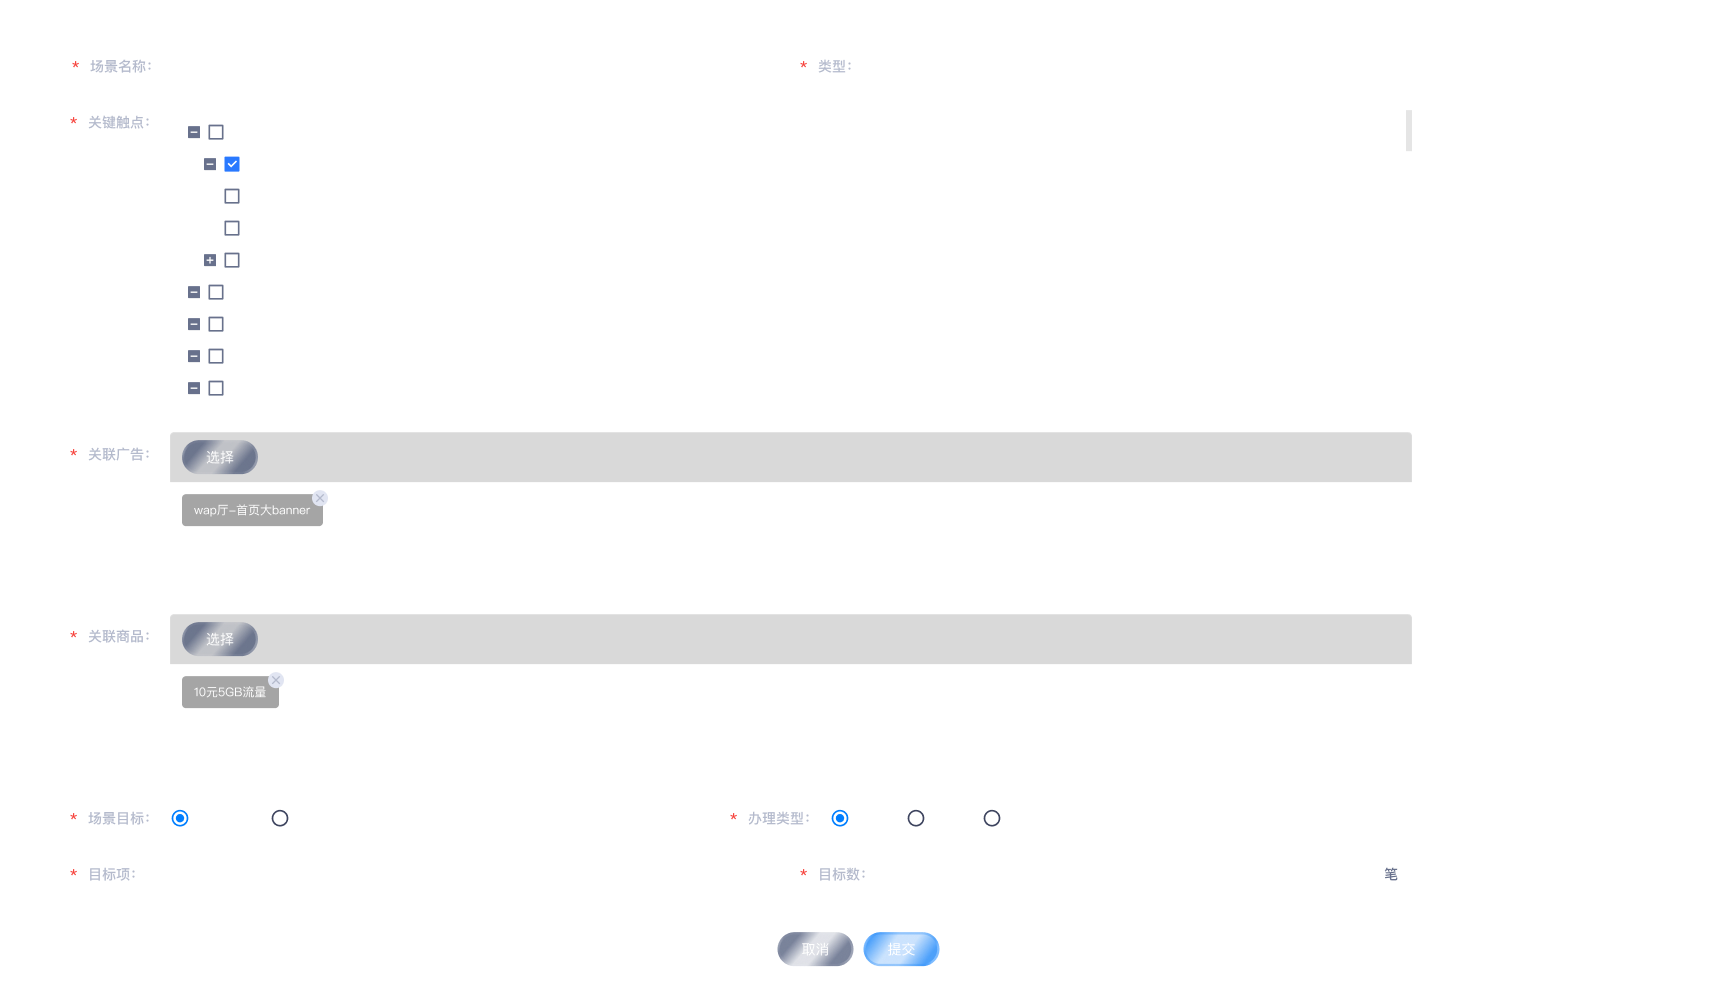 * 场景名称:
* 类型:
* 关键触点:
* 关联广告:
选择
wap厅-首页大banner
* 关联商品:
选择
10元5GB流量
* 场景目标:
* 办理类型:
* 目标项:
* 目标数:
笔
取消
提交